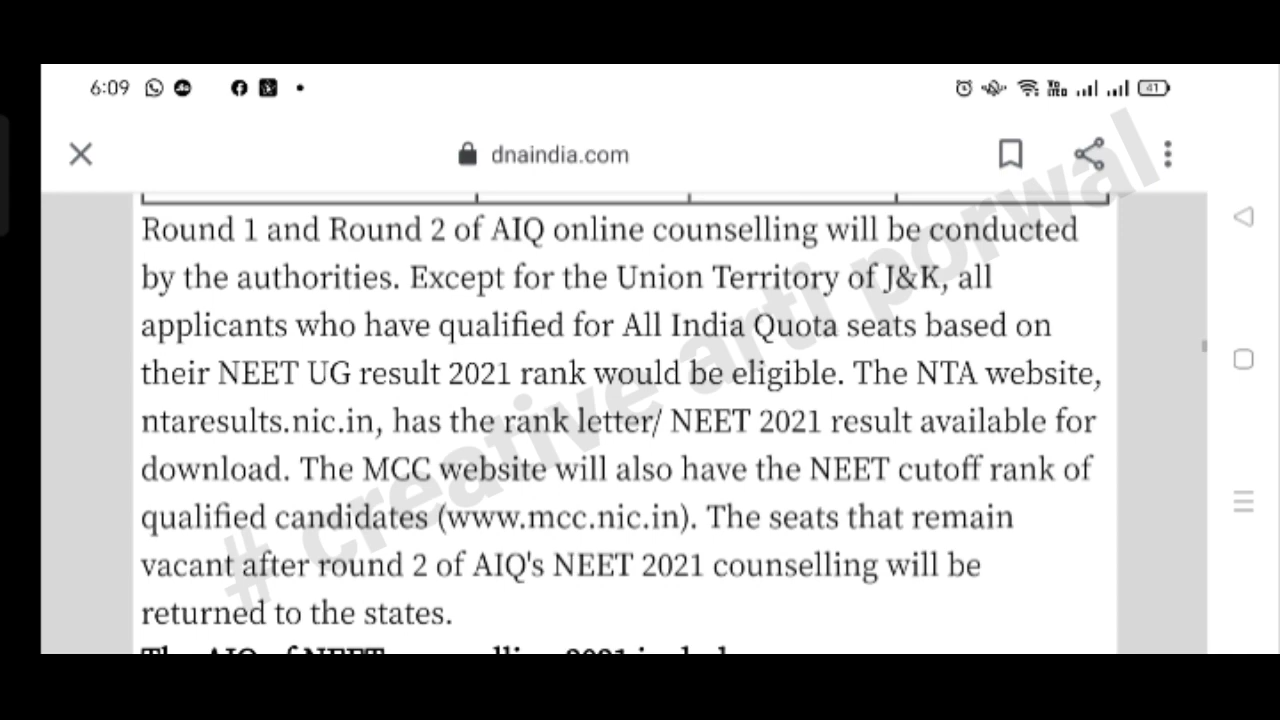 6:09
41
dnaindia.com
Round 1 and Round 2 of AIQ online counselling will be conducted
by the authorities. Except for the Union Territory of J&K, all
applicants who have qualified for All India Quota seats based on
their NEET UG result 2021 rank would be eligible. The NTA website,
ntaresults.nic.in, has the rank letter/ NEET 2021 result available for
download. The MCC website will also have the NEET cutoff rank of
qualified candidates (www.mcc.nic.in). The seats that remain
vacant after round 2 of AIQ's NEET 2021 counselling will be
returned to the states.
# creative arti porwal